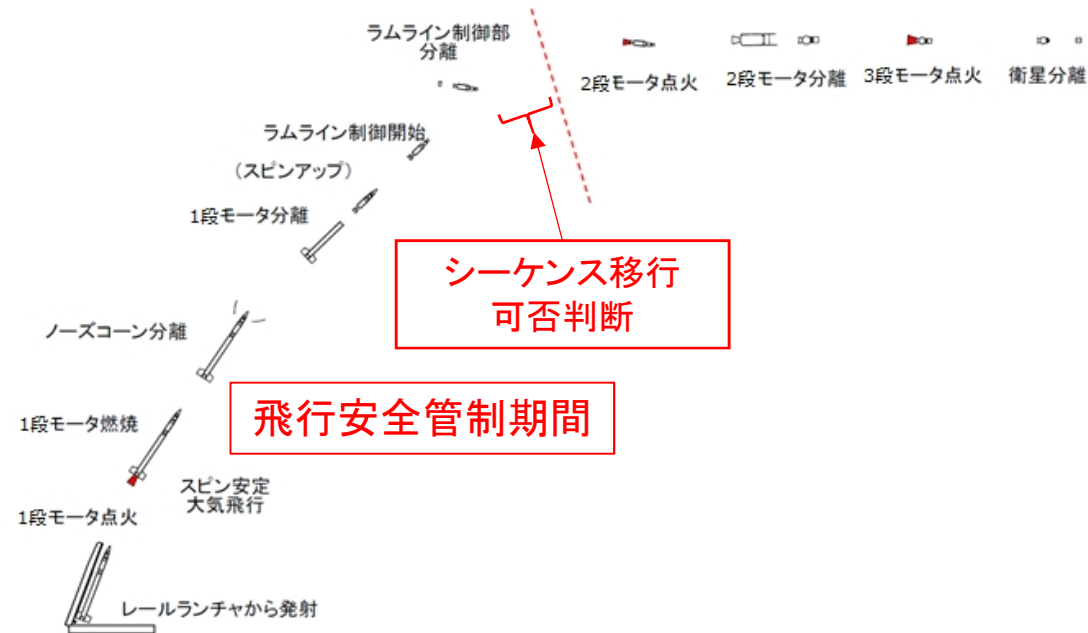 ラムライン制御部
分離
2段モータ点火
2段モータ分離
3段モータ点火
衛星分離
ラムライン制御開始
（スピンアップ）
1段モータ分離
シーケンス移行
可否判断
ノーズコーン分離
飛行安全管制期間
1段モータ燃焼
スピン安定
大気飛行
1段モータ点火
レールランチャから発射